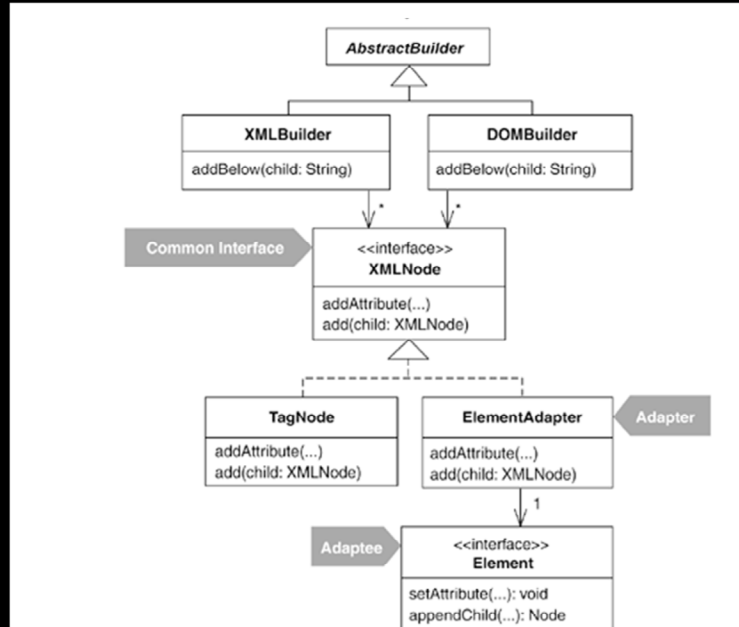 AbstractBuilder
XMLBuilder
addBelow(child: String)
DOMBuilder
addBelow(child: String)
*
*
Common Interface
<<interface>>
XMLNode
addAttribute(...)
add(child: XMLNode)
TagNode
addAttribute(...)
add(child: XMLNode)
ElementAdapter
addAttribute(...)
add(child: XMLNode)
Adapter
1
Adaptee
<<interface>>
Element
setAttribute(...): void
appendChild(...): Node